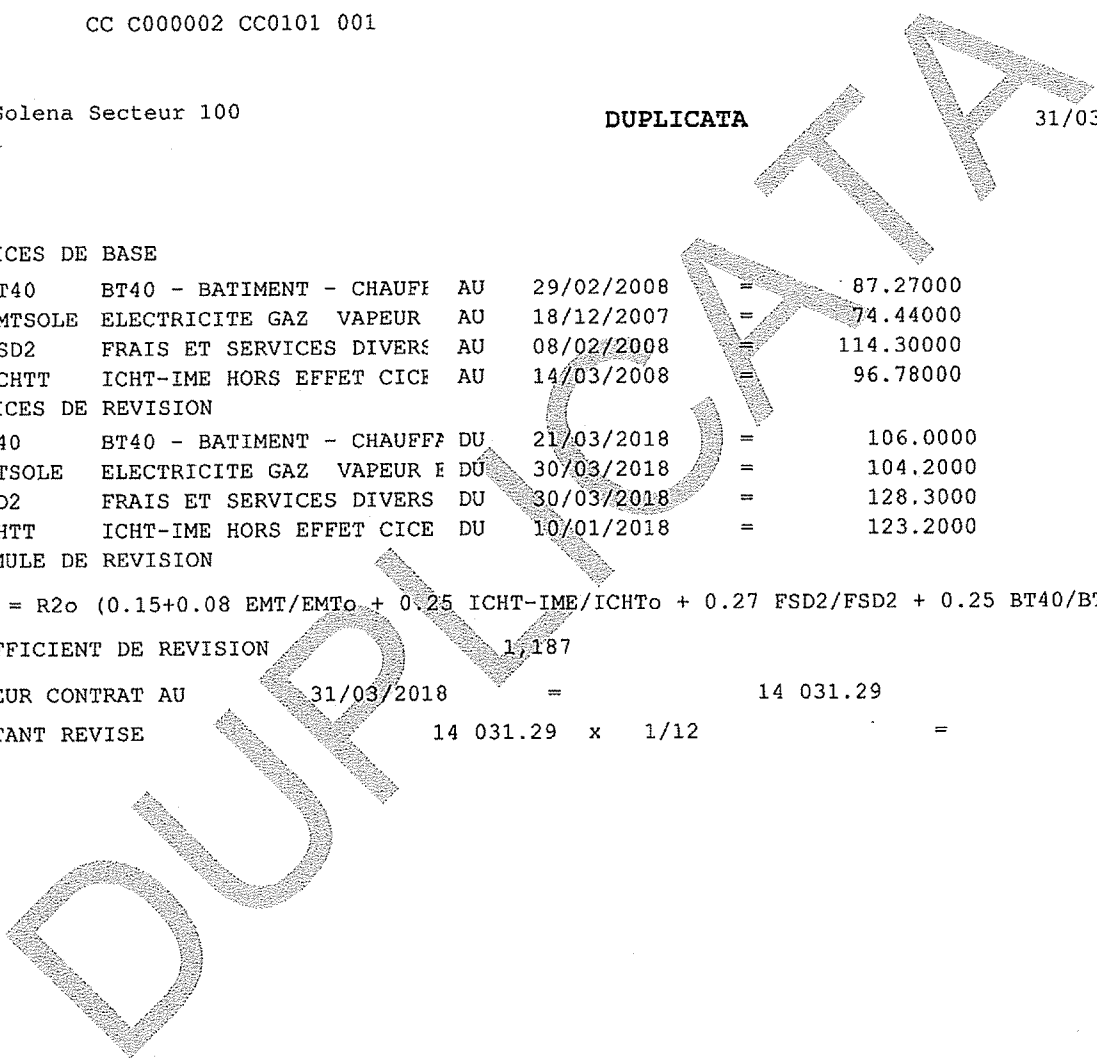 CC C000002 CC0101 001
Solena Secteur 100 DUPLICATA 31/03
ICES DE BASE
T40 BT40 - BATIMENT - CHAUFF AU 29/02/2008 = 87.27000
MTSOLE ELECTRICITE GAZ VAPEUR AU 18/12/2007 = 74.44000
SD2 FRAIS ET SERVICES DIVERS AU 08/02/2008 = 114.30000
CHTT ICHT-IME HORS EFFET CICE AU 14/03/2008 = 96.78000
ICES DE REVISION
40 BT40 - BATIMENT - CHAUFFA DU 21/03/2018 = 106.0000
TSOLE ELECTRICITE GAZ VAPEUR E DU 30/03/2018 = 104.2000
D2 FRAIS ET SERVICES DIVERS DU 30/03/2018 = 128.3000
HTT ICHT-IME HORS EFFET CICE DU 10/01/2018 = 123.2000
MULE DE REVISION
= R2o (0.15+0.08 EMT/EMTo + 0.25 ICHT-IME/ICHTo + 0.27 FSD2/FSD2 + 0.25 BT40/BT
FFICIENT DE REVISION 1,187
EUR CONTRAT AU 31/03/2018 = 14 031.29
TANT REVISE 14 031.29 x 1/12 =
DUPLICATA